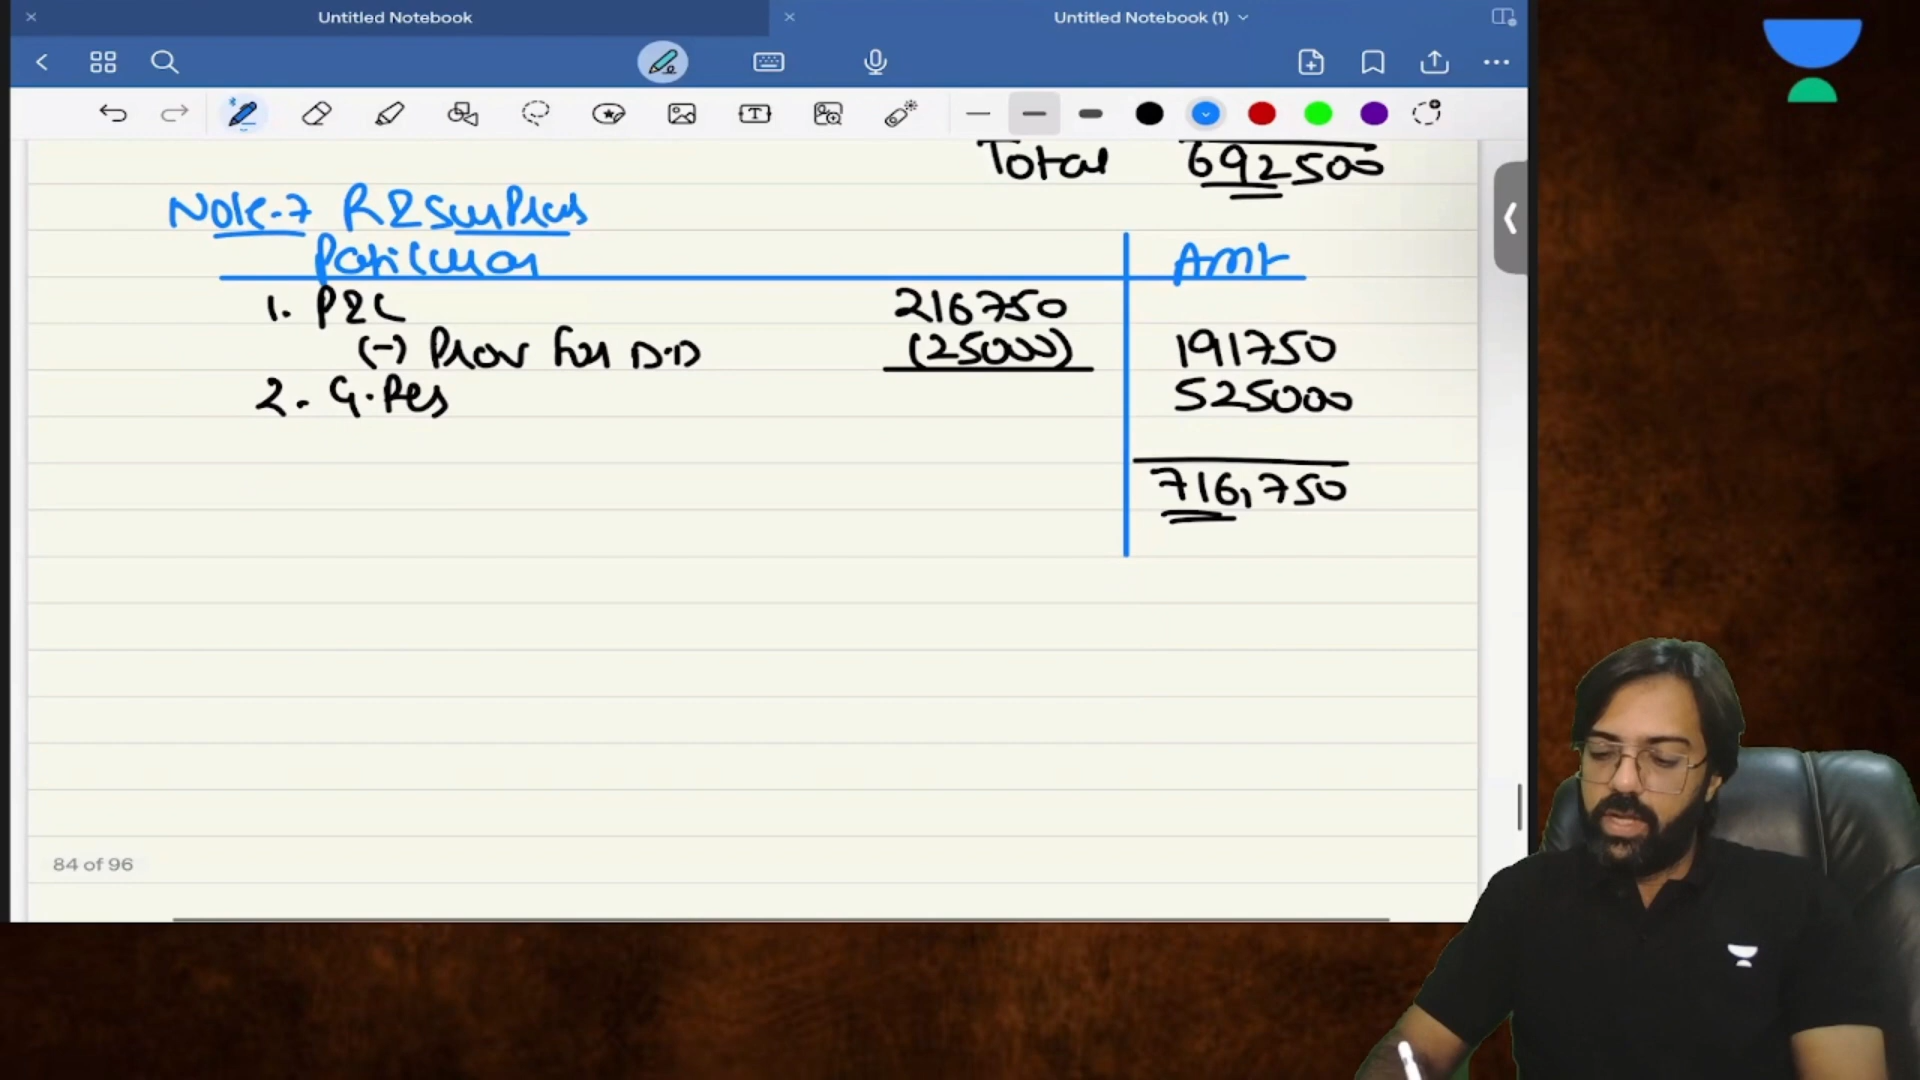 Untitled Notebook
Untitled Notebook (1)
Total 692500
Note-7 R & Surplus
Particular Amt
1. P&L 216750
(-) Prov for D.D (25000) 191750
2. G.Res 525000
716,750
84 of 96